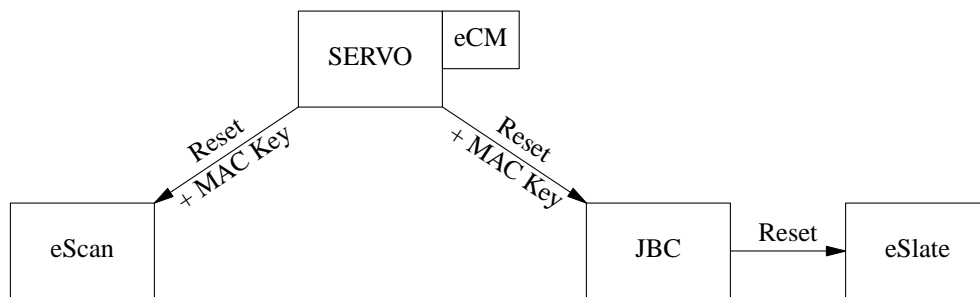 SERVO
eCM
Reset
+ MAC Key
Reset
+ MAC Key
eScan
JBC
Reset
eSlate